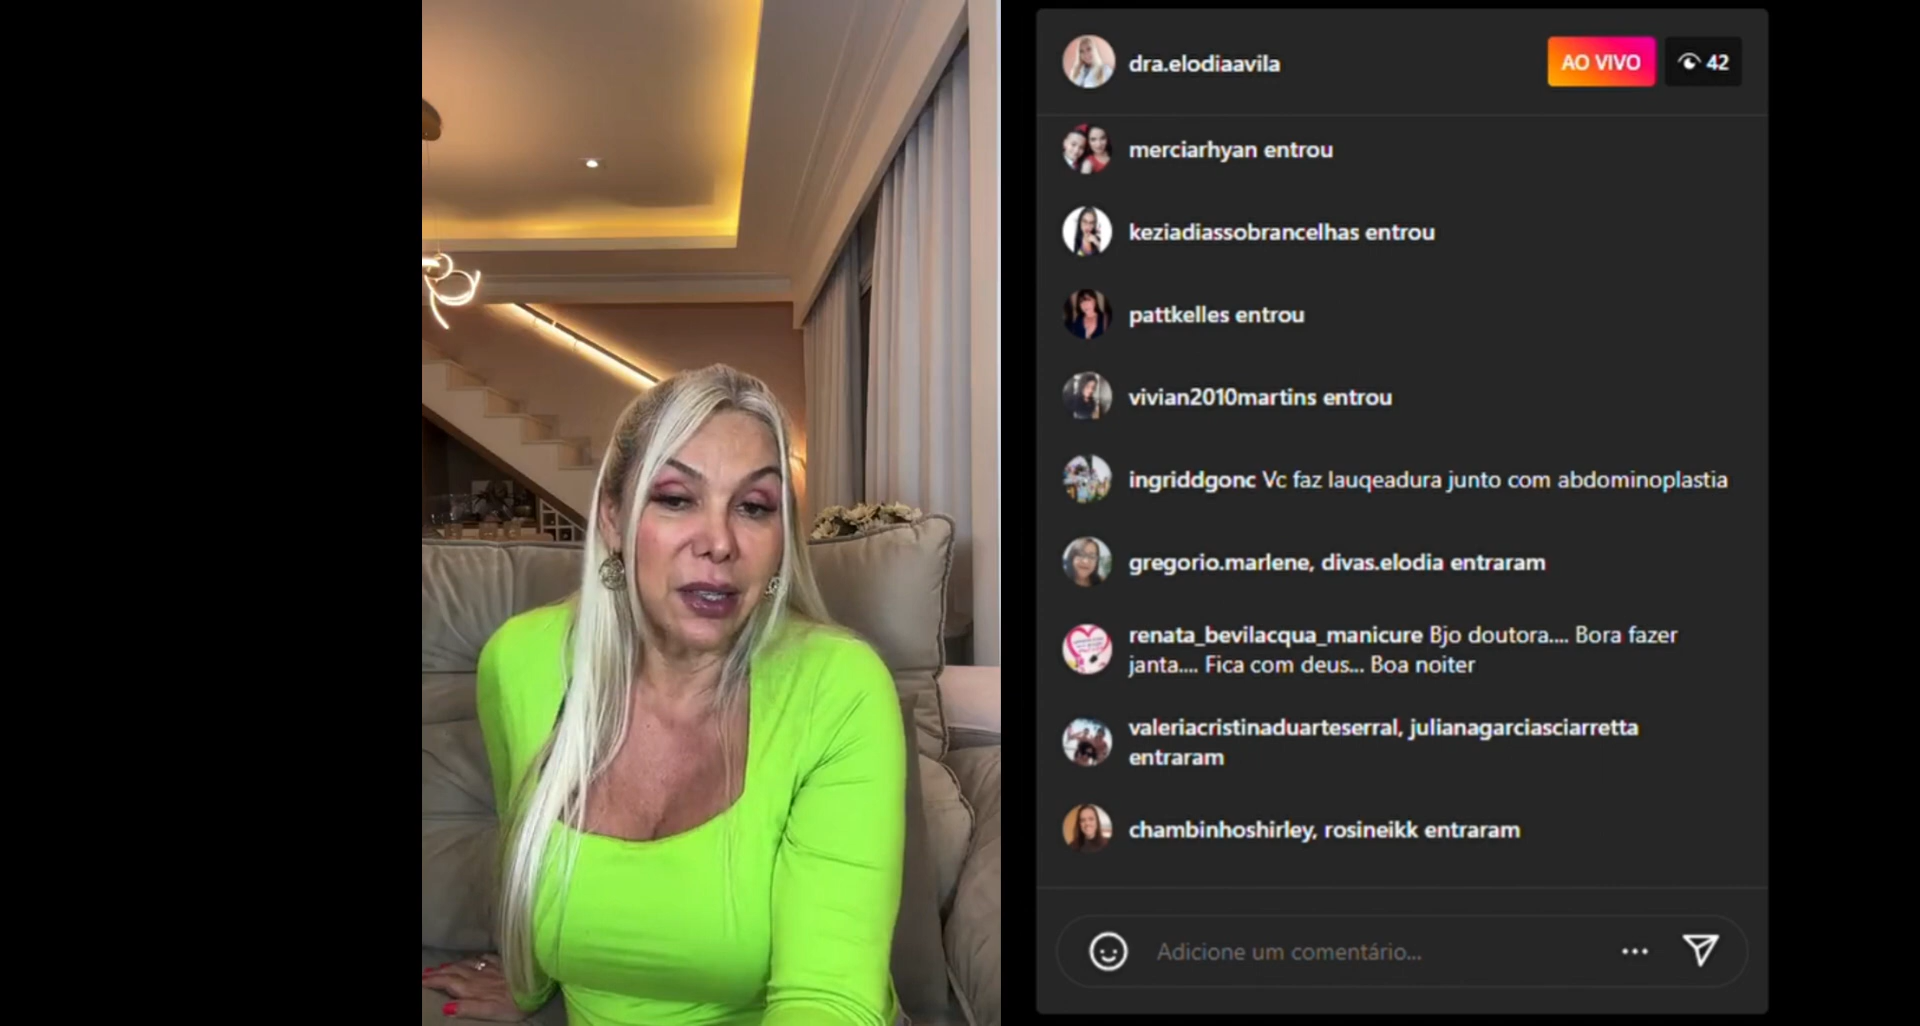 dra.elodiaavila
AO VIVO
42
merciarhyan entrou
keziadiassobrancelhas entrou
pattkelles entrou
vivian2010martins entrou
ingriddgonc Vc faz lauqeadura junto com abdominoplastia
gregorio.marlene, divas.elodia entraram
renata_bevilacqua_manicure Bjo doutora.... Bora fazer
janta.... Fica com deus... Boa noiter
valeriacristinaduarteserral, julianagarciasciarretta
entraram
chambinhoshirley, rosineikk entraram
Adicione um comentário...